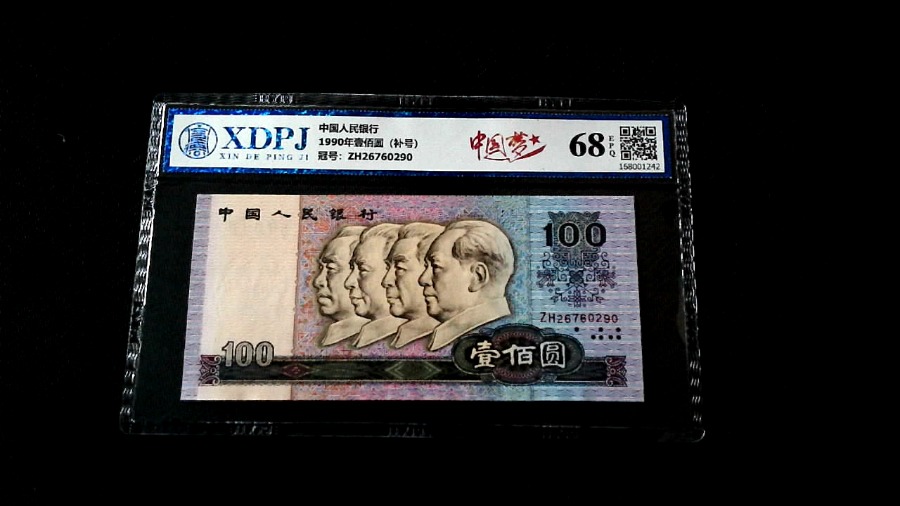 XDPJ
XIN DE PING JI
中国人民银行
1990年壹佰圆（补号）
冠号：ZH26760290
中国梦
68
EPQ
168001242
中国人民银行
100
ZH26760290
100
壹佰圆